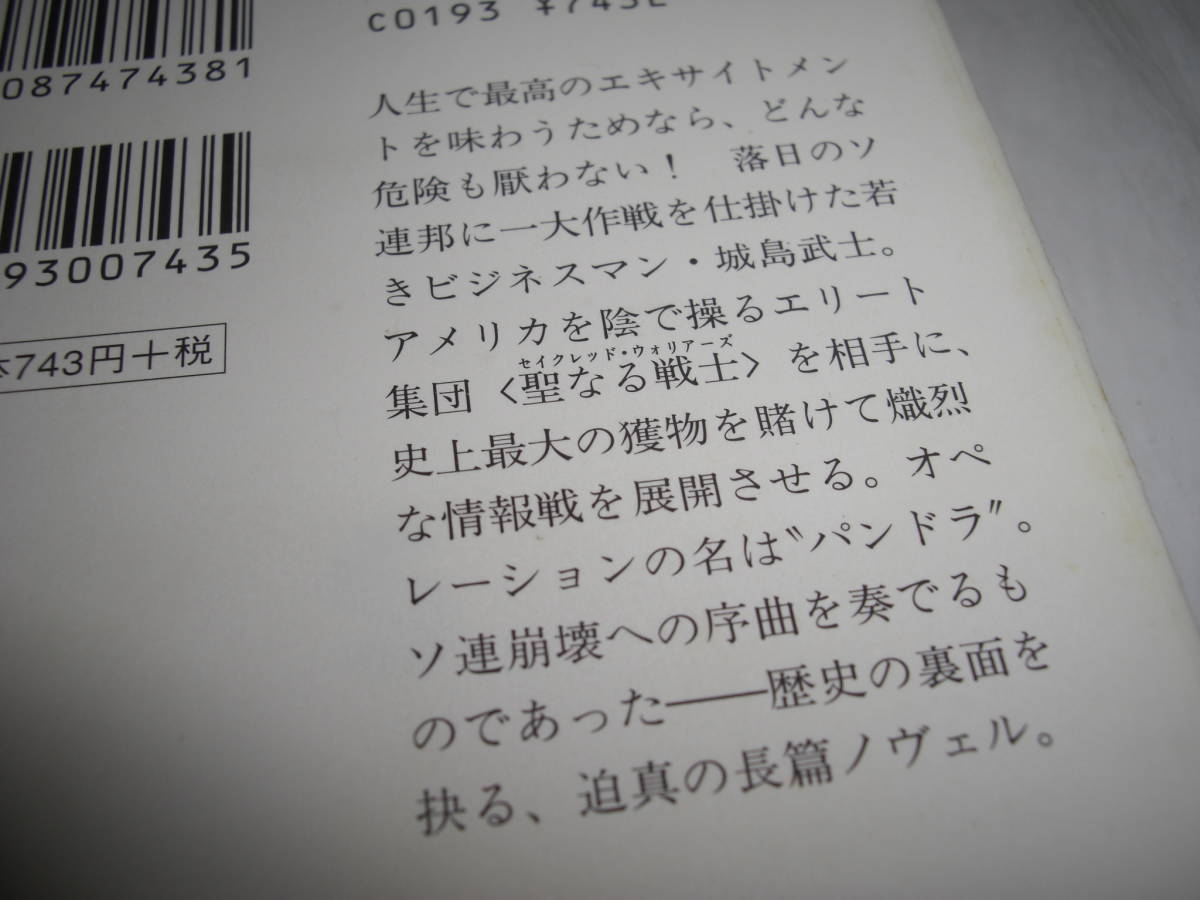 087474381
93007435
本743円十税
C0193 ¥743E
人生で最高のエキサイトメン
トを味わうためなら、どんな
危険も厭わない！　落日のソ
連邦に一大作戦を仕掛けた若
きビジネスマン・城島武士。
アメリカを陰で操るエリート
セイクレッド・ウォリアーズ
集団〈聖なる戦士〉を相手に、
史上最大の獲物を賭けて熾烈
な情報戦を展開させる。オペ
レーションの名は〝パンドラ〟。
ソ連崩壊への序曲を奏でるも
のであった――歴史の裏面を
抉る、迫真の長篇ノヴェル。